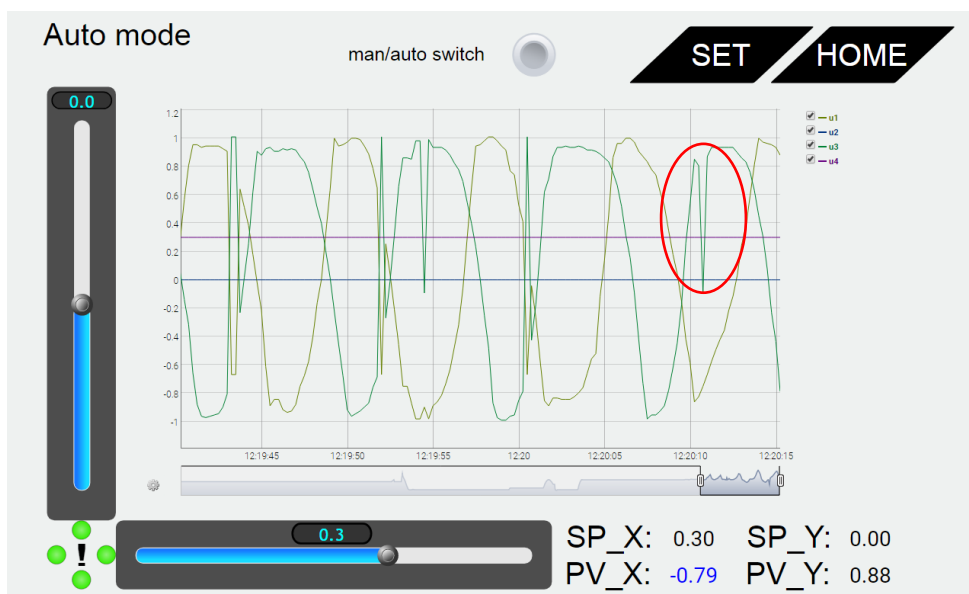 Auto mode
man/auto switch
SET
HOME
0.0
1.2
1
0.8
0.6
0.4
0.2
0
-0.2
-0.4
-0.6
-0.8
-1
u1
u2
u3
u4
12:19:45 12:19:50 12:19:55 12:20 12:20:05 12:20:10 12:20:15
0.3
!
SP_X: 0.30 SP_Y: 0.00
PV_X: -0.79 PV_Y: 0.88